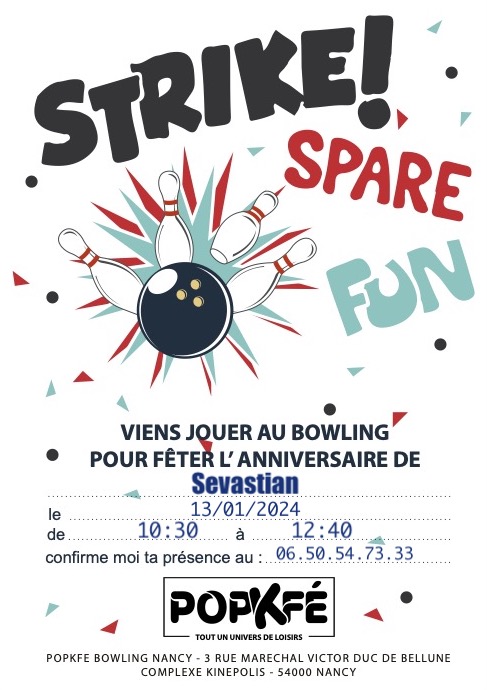 STRIKE!
SPARE
FUN
VIENS JOUER AU BOWLING
POUR FÊTER L' ANNIVERSAIRE DE
Sevastian
le 13/01/2024
de 10:30 à 12:40
confirme moi ta présence au : 06.50.54.73.33
POPKFÉ
TOUT UN UNIVERS DE LOISIRS
POPKFE BOWLING NANCY - 3 RUE MARECHAL VICTOR DUC DE BELLUNE
COMPLEXE KINEPOLIS - 54000 NANCY